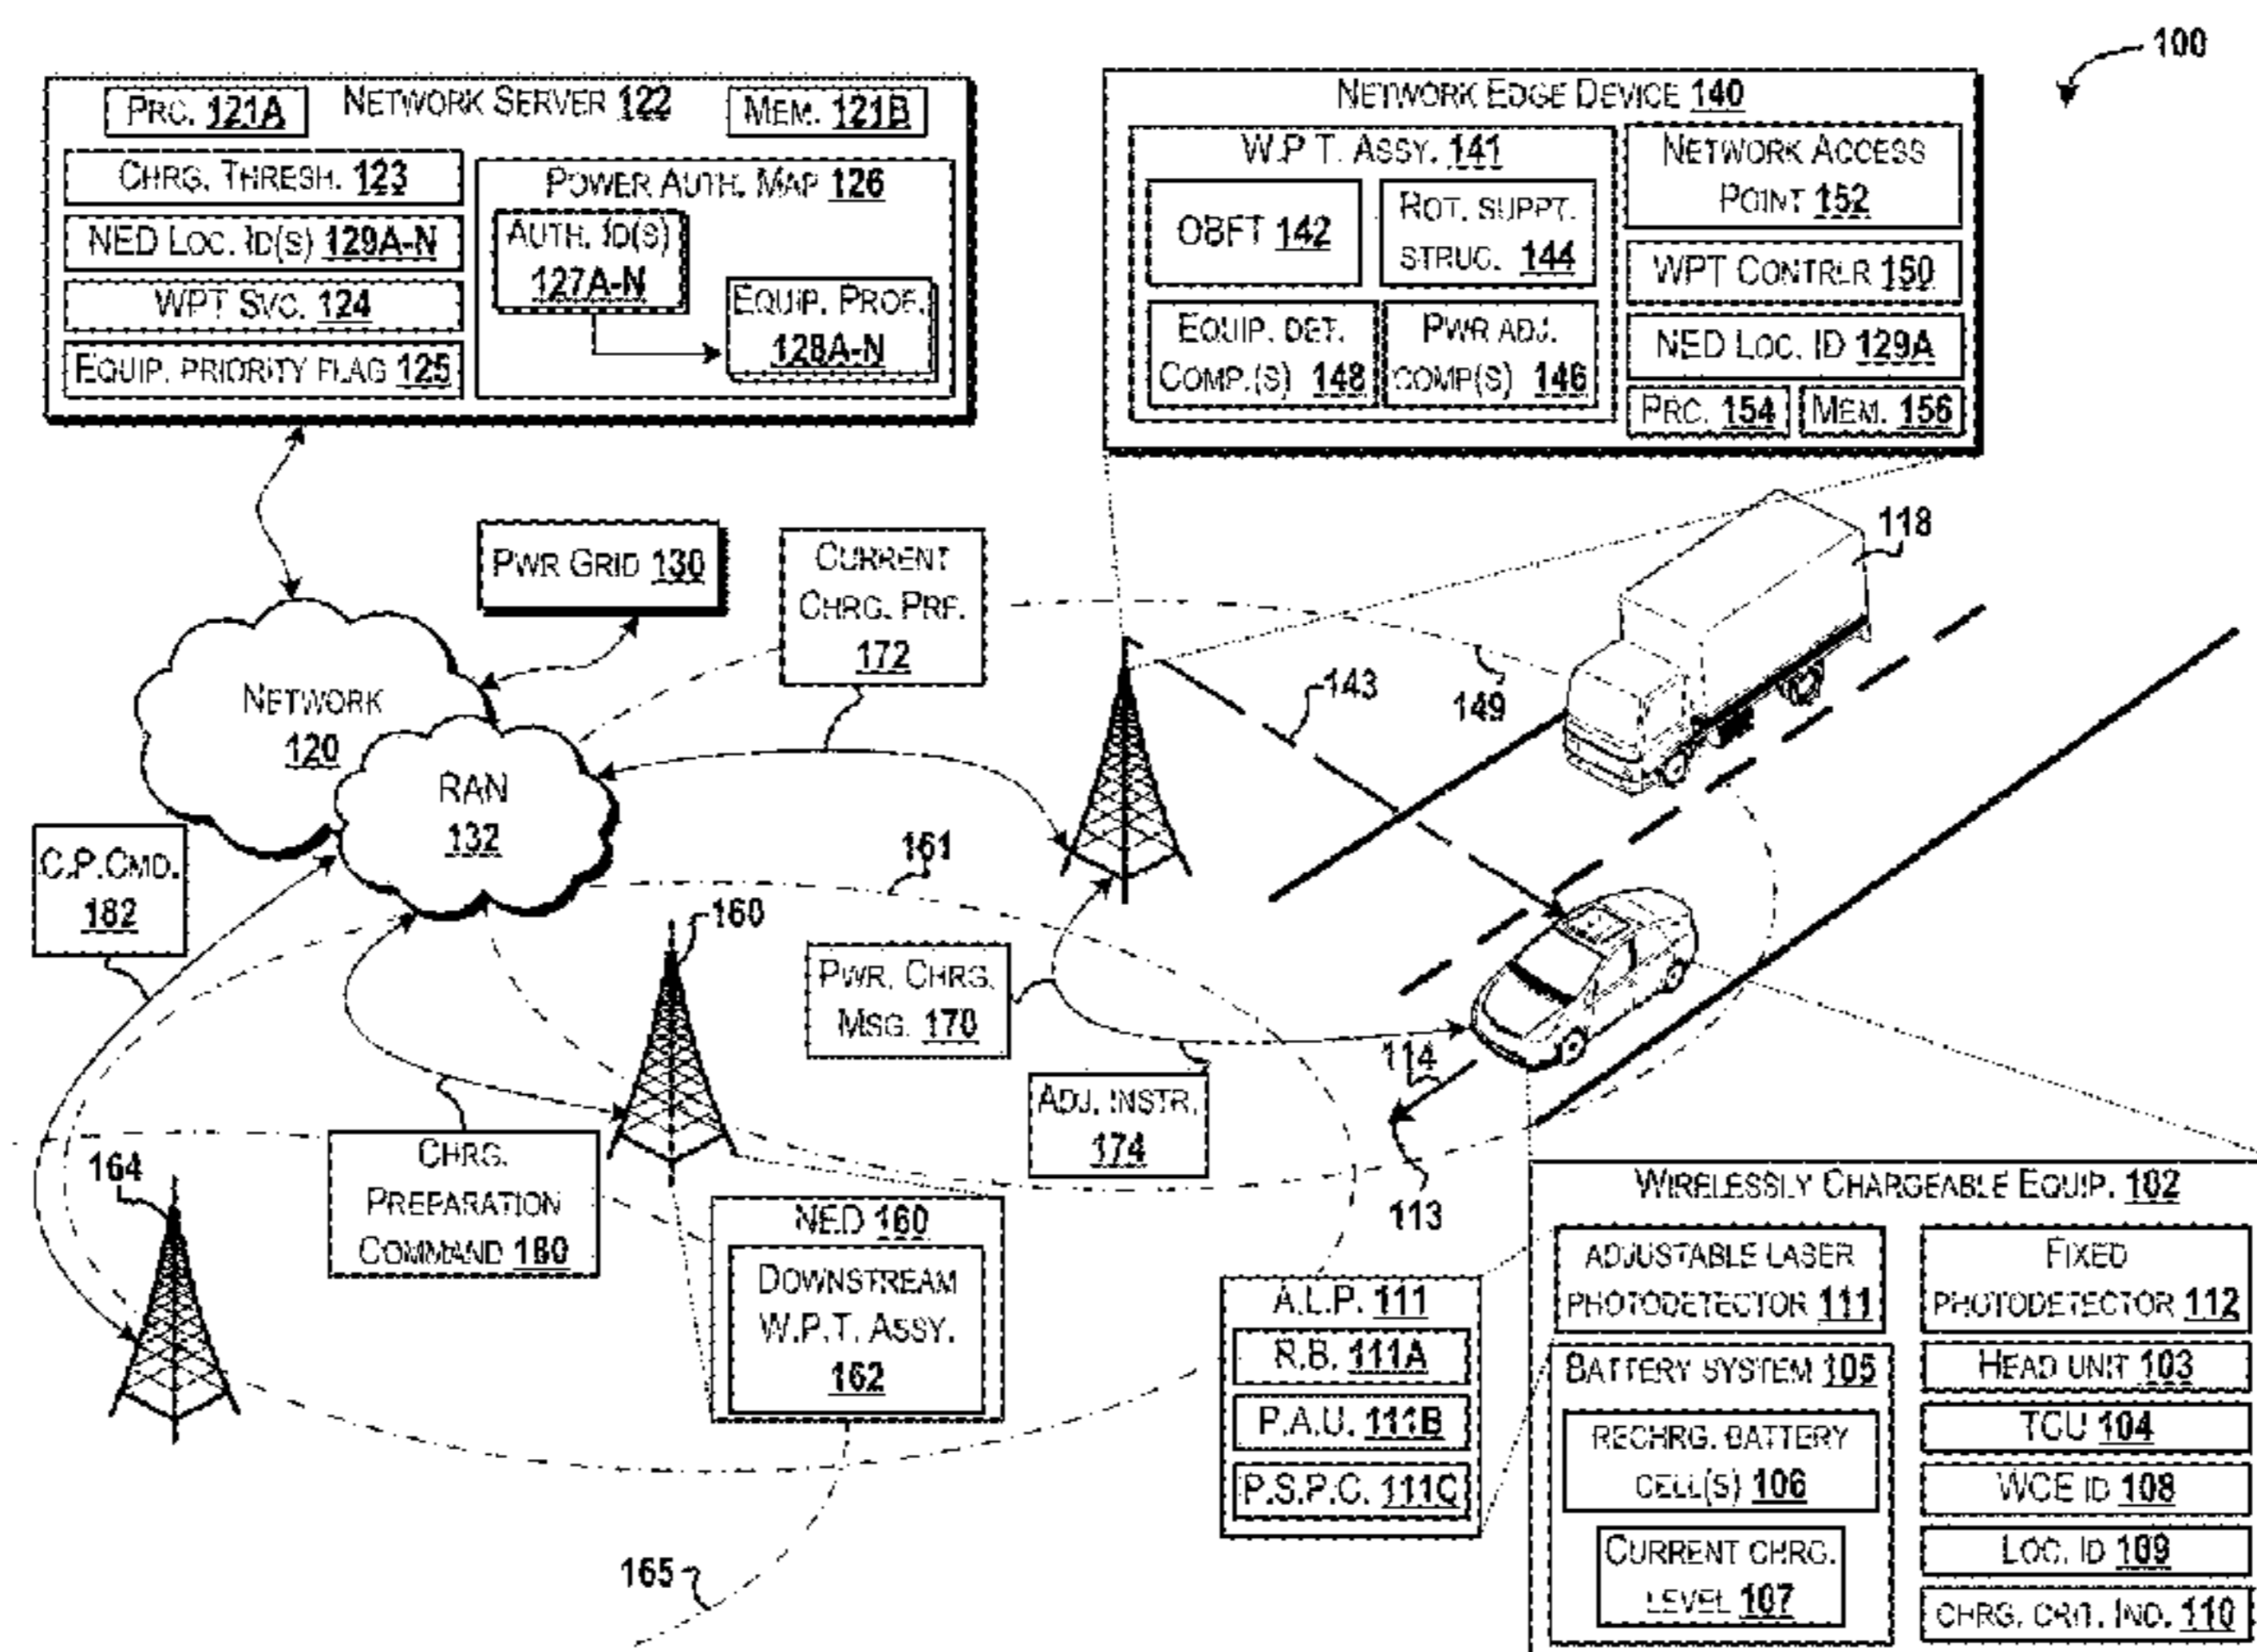 100
NETWORK SERVER 122
PRC. 121A
MEM. 121B
CHRG. THRESH. 123
NED LOC. ID(S) 129A-N
WPT SVC. 124
EQUIP. PRIORITY FLAG 125
POWER AUTH. MAP 126
AUTH. ID(S)
127A-N
EQUIP. PROF.
128A-N
NETWORK EDGE DEVICE 140
W.P.T. ASSY. 141
OBFT 142
ROT. SUPPT.
STRUC. 144
EQUIP. DET.
COMP.(S) 148
PWR ADJ.
COMP(S) 146
NETWORK ACCESS
POINT 152
WPT CONTRLR 150
NED LOC. ID 129A
PRC. 154
MEM. 156
118
PWR GRID 130
CURRENT
CHRG. PRF.
172
149
143
NETWORK
120
RAN
132
C.P.CMD.
182
161
160
PWR. CHRG.
MSG. 170
114
ADJ. INSTR.
174
113
164
CHRG.
PREPARATION
COMMAND 180
NED 160
DOWNSTREAM
W.P.T. ASSY.
162
165
A.L.P. 111
R.B. 111A
P.A.U. 111B
P.S.P.C. 111C
WIRELESSLY CHARGEABLE EQUIP. 102
ADJUSTABLE LASER
PHOTODETECTOR 111
FIXED
PHOTODETECTOR 112
BATTERY SYSTEM 105
RECHRG. BATTERY
CELL(S) 106
CURRENT CHRG.
LEVEL 107
HEAD UNIT 103
TCU 104
WCE ID 108
LOC. ID 109
CHRG. CRIT. IND. 110